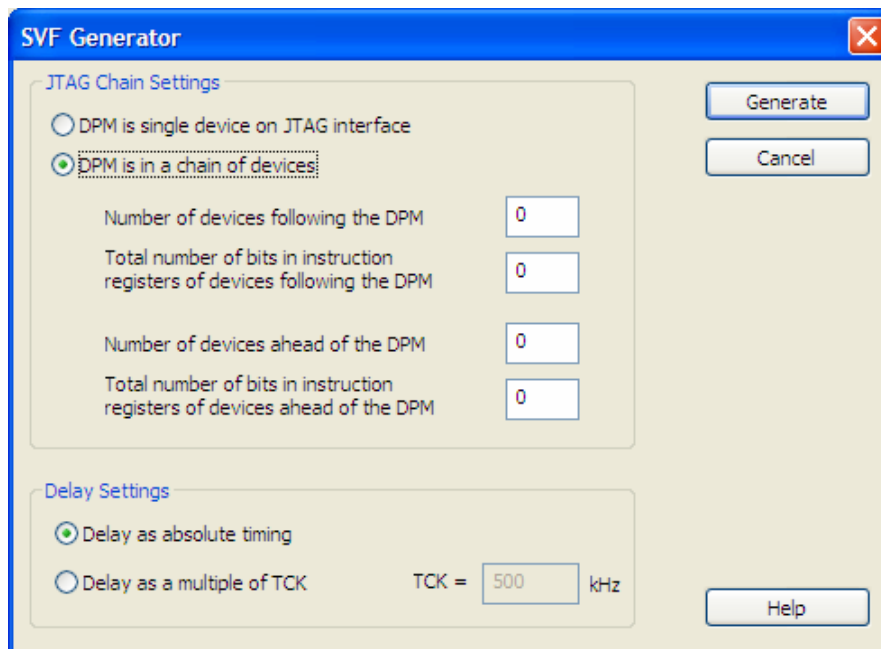 SVF Generator
JTAG Chain Settings
DPM is single device on JTAG interface
DPM is in a chain of devices
Number of devices following the DPM
0
Total number of bits in instruction
registers of devices following the DPM
0
Number of devices ahead of the DPM
0
Total number of bits in instruction
registers of devices ahead of the DPM
0
Generate
Cancel
Delay Settings
Delay as absolute timing
Delay as a multiple of TCK
TCK = 500 kHz
Help